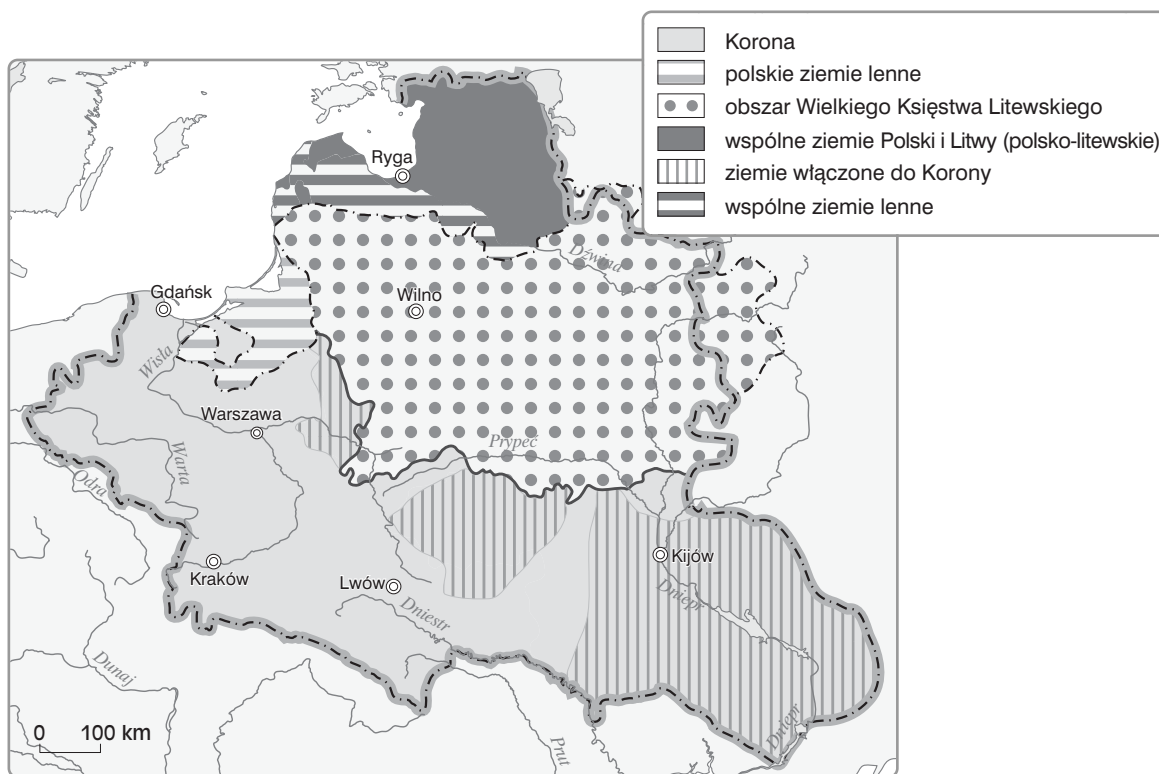 Korona
polskie ziemie lenne
obszar Wielkiego Księstwa Litewskiego
wspólne ziemie Polski i Litwy (polsko-litewskie)
ziemie włączone do Korony
wspólne ziemie lenne
Ryga
Dźwina
Gdańsk
Wilno
Wisła
Warszawa
Prypeć
Warta
Odra
Kijów
Kraków
Lwów
Dniepr
Dniestr
Dunaj
0 100 km
Dniepr
Prut